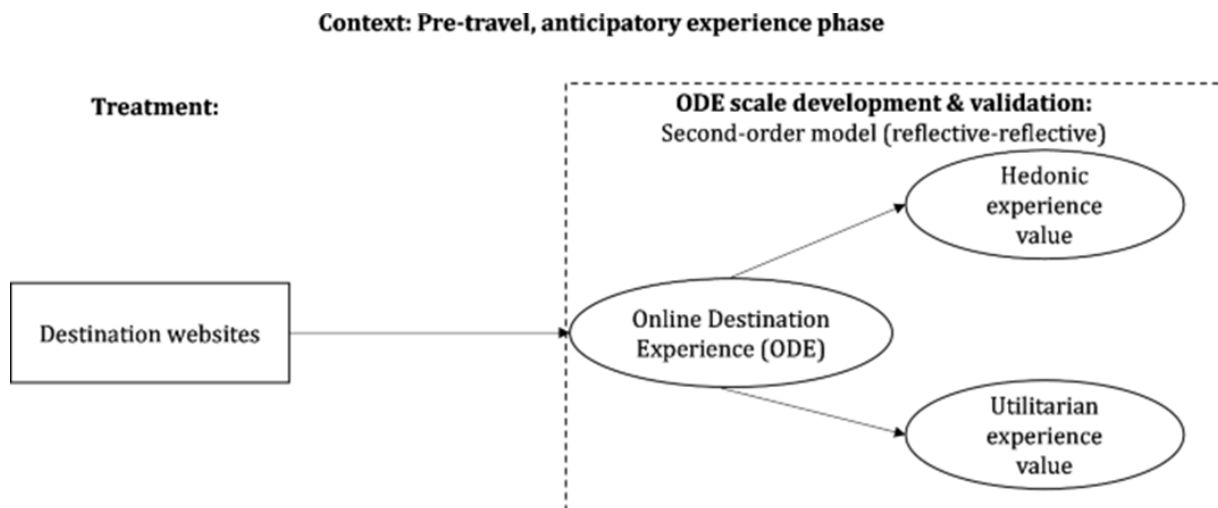 Context: Pre-travel, anticipatory experience phase
Treatment:
ODE scale development & validation:
Second-order model (reflective-reflective)
Hedonic
experience
value
Destination websites
Online Destination
Experience (ODE)
Utilitarian
experience
value